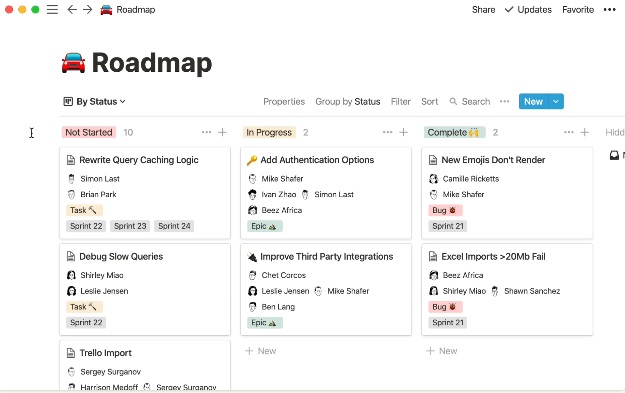 Roadmap
Share Updates Favorite •••
Roadmap
By Status
Properties Group by Status Filter Sort Search ••• New
Not Started 10 ••• +
Rewrite Query Caching Logic
Simon Last
Brian Park
Task 🔨
Sprint 22 Sprint 23 Sprint 24
Debug Slow Queries
Shirley Miao
Leslie Jensen
Task 🔨
Sprint 22
Trello Import
Sergey Surganov
Harrison Medoff Sergey Surganov
In Progress 2 ••• +
Add Authentication Options
Mike Shafer
Ivan Zhao Simon Last
Beez Africa
Epic
Improve Third Party Integrations
Chet Corcos
Leslie Jensen Mike Shafer
Ben Lang
Epic
+ New
Complete 🙌 2 ••• +
New Emojis Don't Render
Camille Ricketts
Mike Shafer
Bug 🐞
Sprint 21
Excel Imports >20Mb Fail
Beez Africa
Shirley Miao Shawn Sanchez
Bug 🐞
Sprint 21
+ New
Hidd